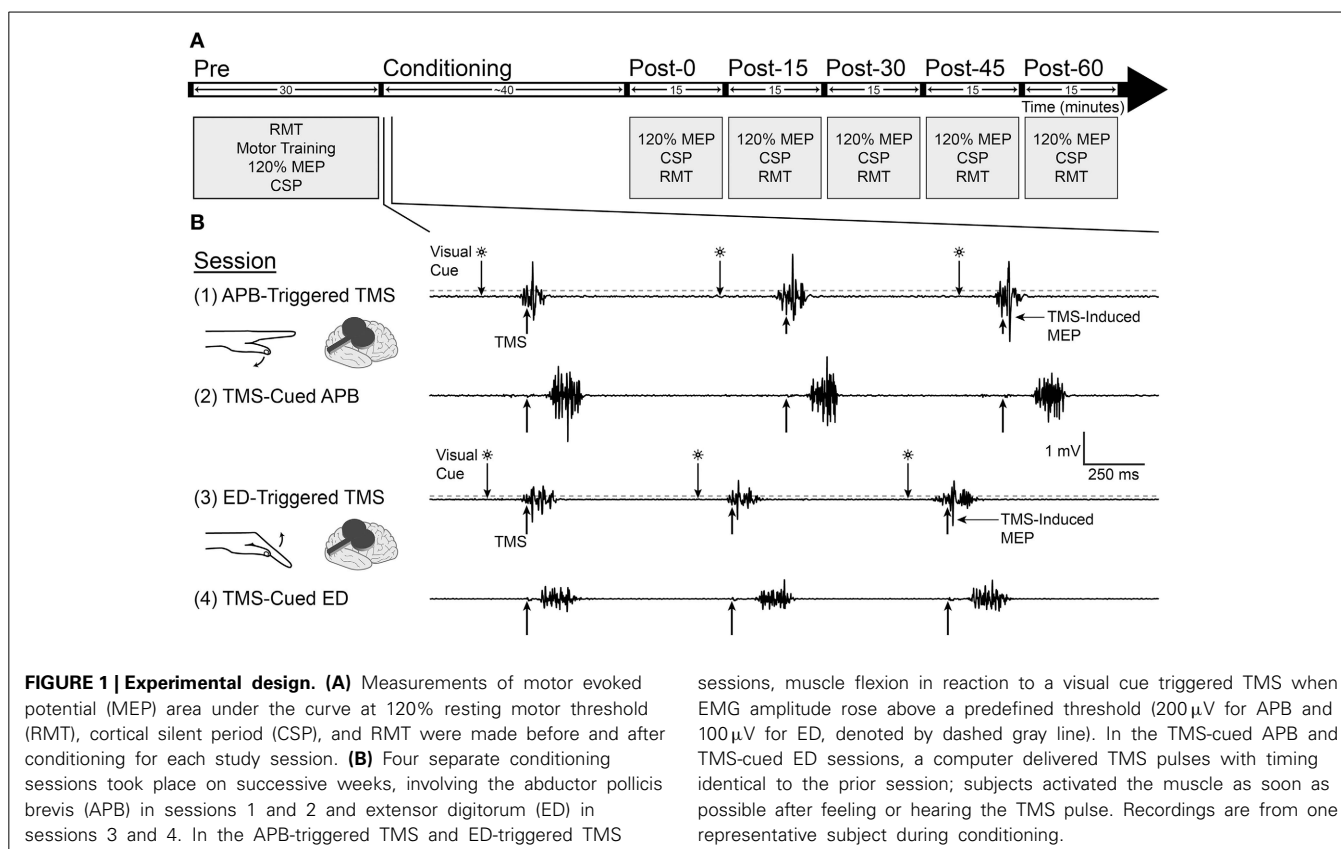 A
Pre
Conditioning
Post-0
Post-15
Post-30
Post-45
Post-60
30
~40
15
15
15
15
15
Time (minutes)
RMT
Motor Training
120% MEP
CSP
120% MEP
CSP
RMT
120% MEP
CSP
RMT
120% MEP
CSP
RMT
120% MEP
CSP
RMT
120% MEP
CSP
RMT
B
Session
Visual
Cue
(1) APB-Triggered TMS
TMS
TMS-Induced
MEP
(2) TMS-Cued APB
1 mV
250 ms
Visual
Cue
(3) ED-Triggered TMS
TMS
TMS-Induced
MEP
(4) TMS-Cued ED
FIGURE 1 | Experimental design. (A) Measurements of motor evoked
potential (MEP) area under the curve at 120% resting motor threshold
(RMT), cortical silent period (CSP), and RMT were made before and after
conditioning for each study session. (B) Four separate conditioning
sessions took place on successive weeks, involving the abductor pollicis
brevis (APB) in sessions 1 and 2 and extensor digitorum (ED) in
sessions 3 and 4. In the APB-triggered TMS and ED-triggered TMS
sessions, muscle flexion in reaction to a visual cue triggered TMS when
EMG amplitude rose above a predefined threshold (200 μV for APB and
100 μV for ED, denoted by dashed gray line). In the TMS-cued APB and
TMS-cued ED sessions, a computer delivered TMS pulses with timing
identical to the prior session; subjects activated the muscle as soon as
possible after feeling or hearing the TMS pulse. Recordings are from one
representative subject during conditioning.